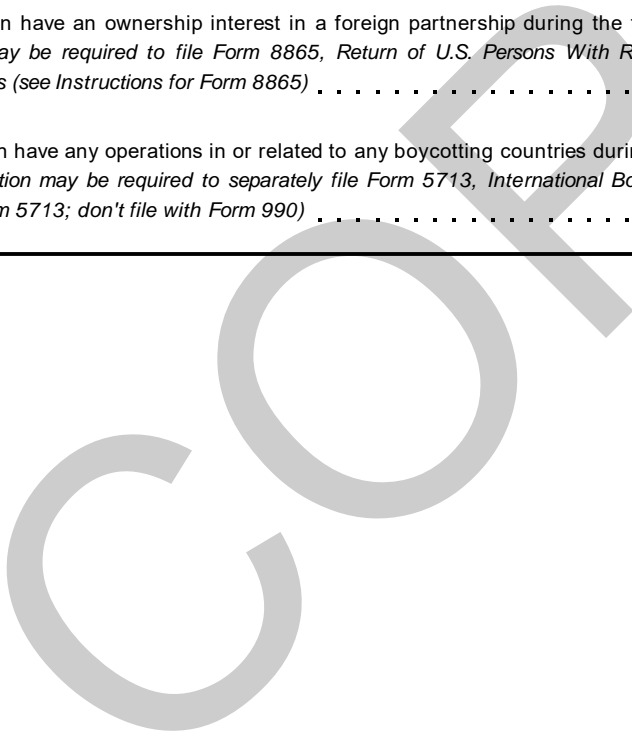 n have an ownership interest in a foreign partnership during the
ay be required to file Form 8865, Return of U.S. Persons With R
s (see Instructions for Form 8865) . . . . . . . . . . . . . . . . .
n have any operations in or related to any boycotting countries duri
tion may be required to separately file Form 5713, International Bo
m 5713; don't file with Form 990) . . . . . . . . . . . . . . . . .
COP